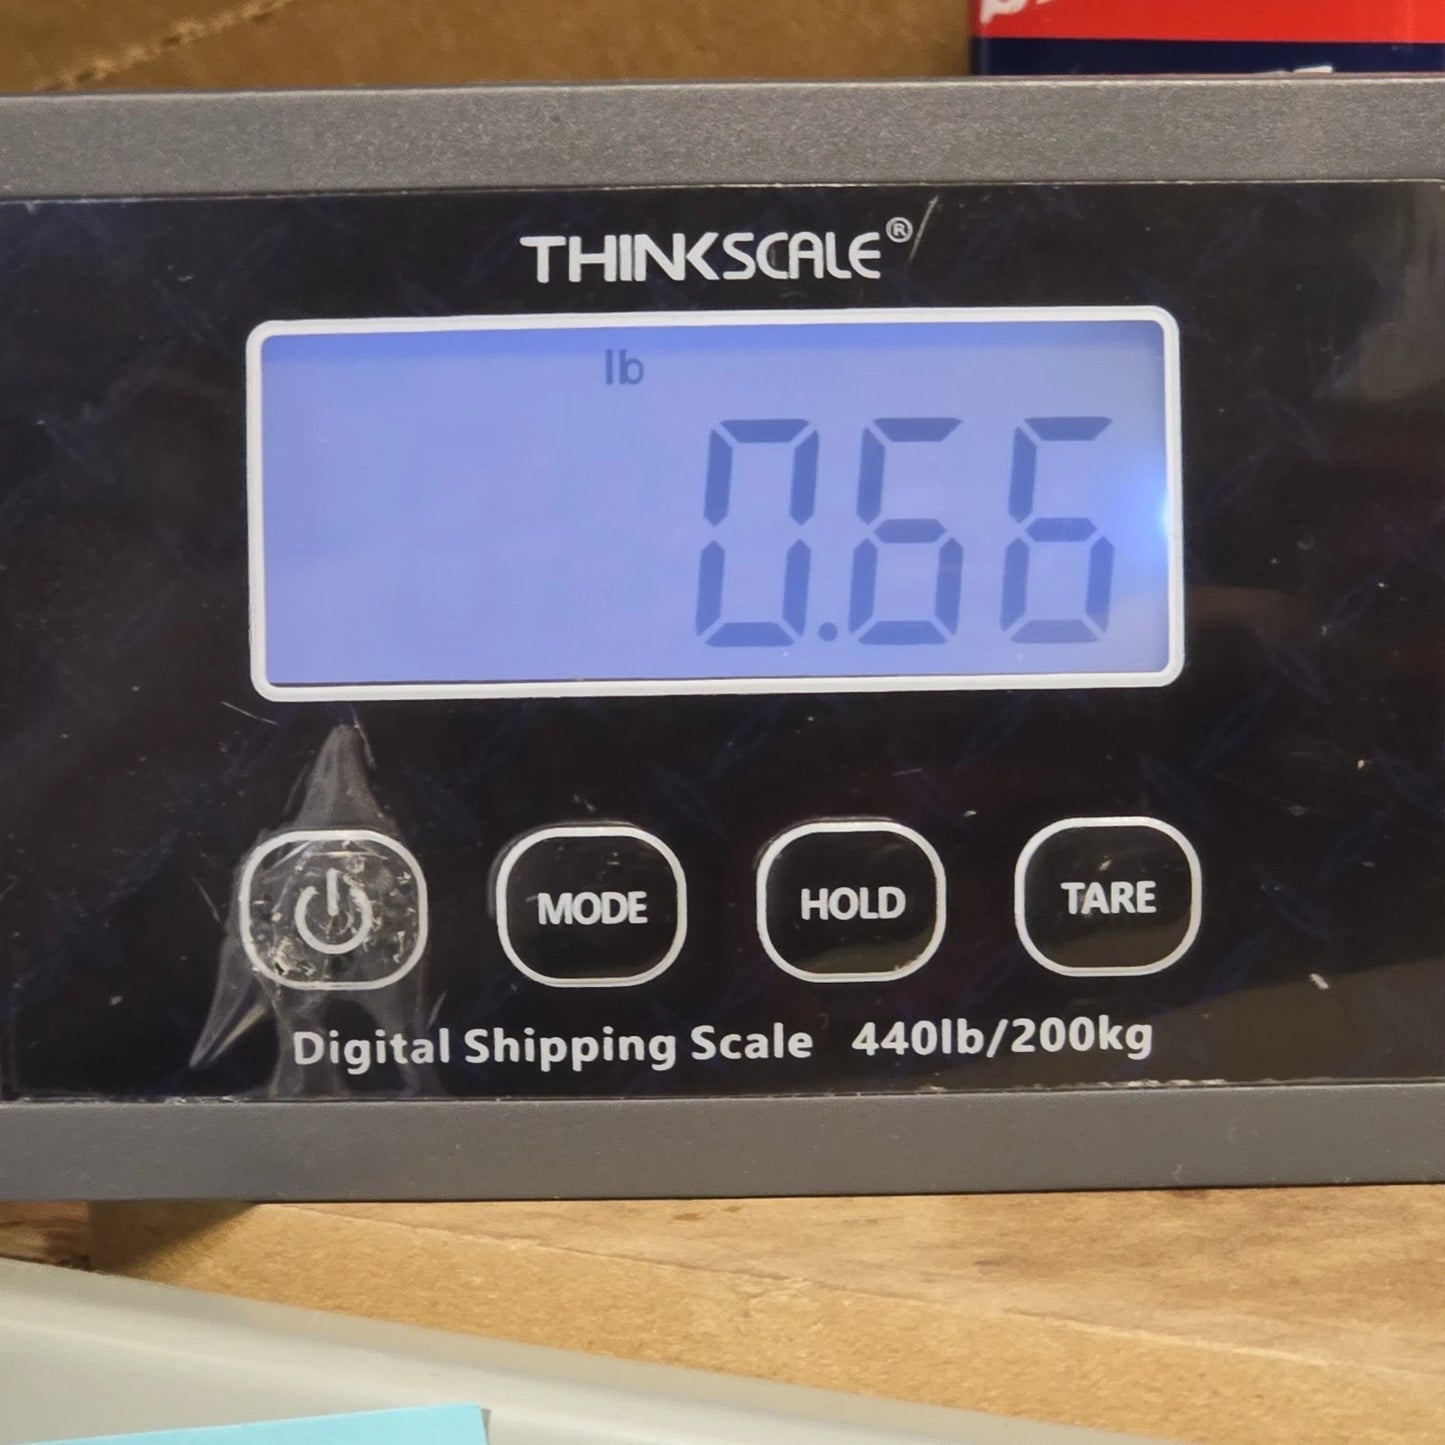 THINKSCALE®
lb
0.66
MODE HOLD TARE
Digital Shipping Scale 440lb/200kg